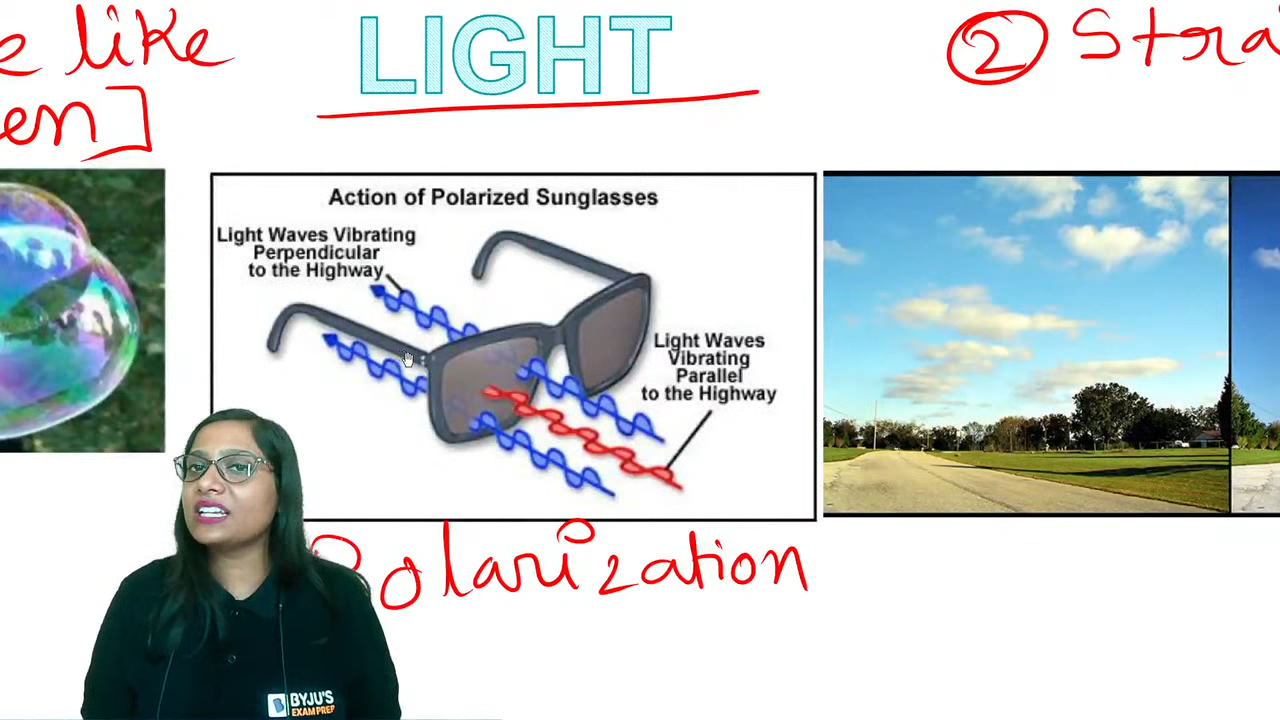 e like
en]
LIGHT
② Stra
Action of Polarized Sunglasses
Light Waves Vibrating
Perpendicular
to the Highway
Light Waves
Vibrating
Parallel
to the Highway
Polarization
BYJU'S
EXAM PREP